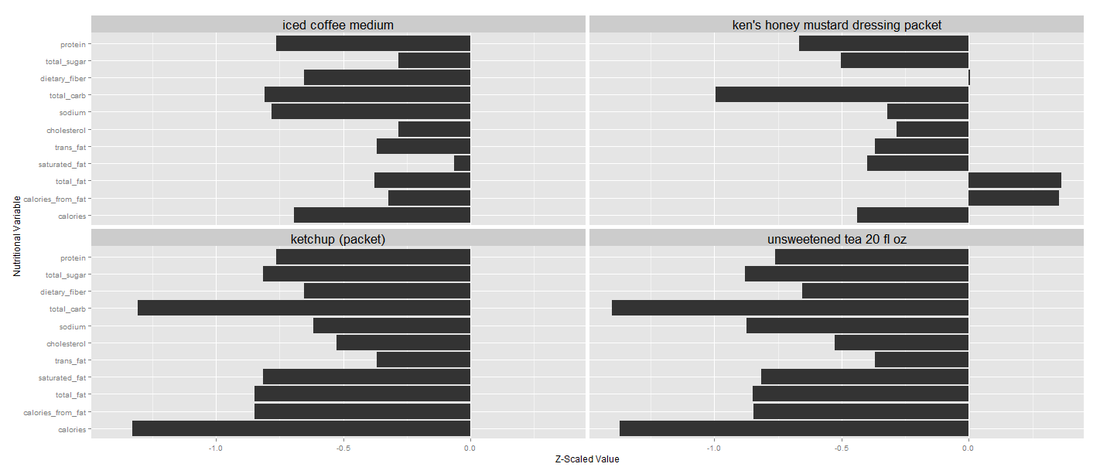 iced coffee medium
ken's honey mustard dressing packet
protein
total_sugar
dietary_fiber
total_carb
sodium
cholesterol
trans_fat
saturated_fat
total_fat
calories_from_fat
calories
ketchup (packet)
unsweetened tea 20 fl oz
protein
total_sugar
dietary_fiber
total_carb
sodium
cholesterol
trans_fat
saturated_fat
total_fat
calories_from_fat
calories
-1.0 -0.5 0.0 -1.0 -0.5 0.0
Z-Scaled Value
Nutritional Variable